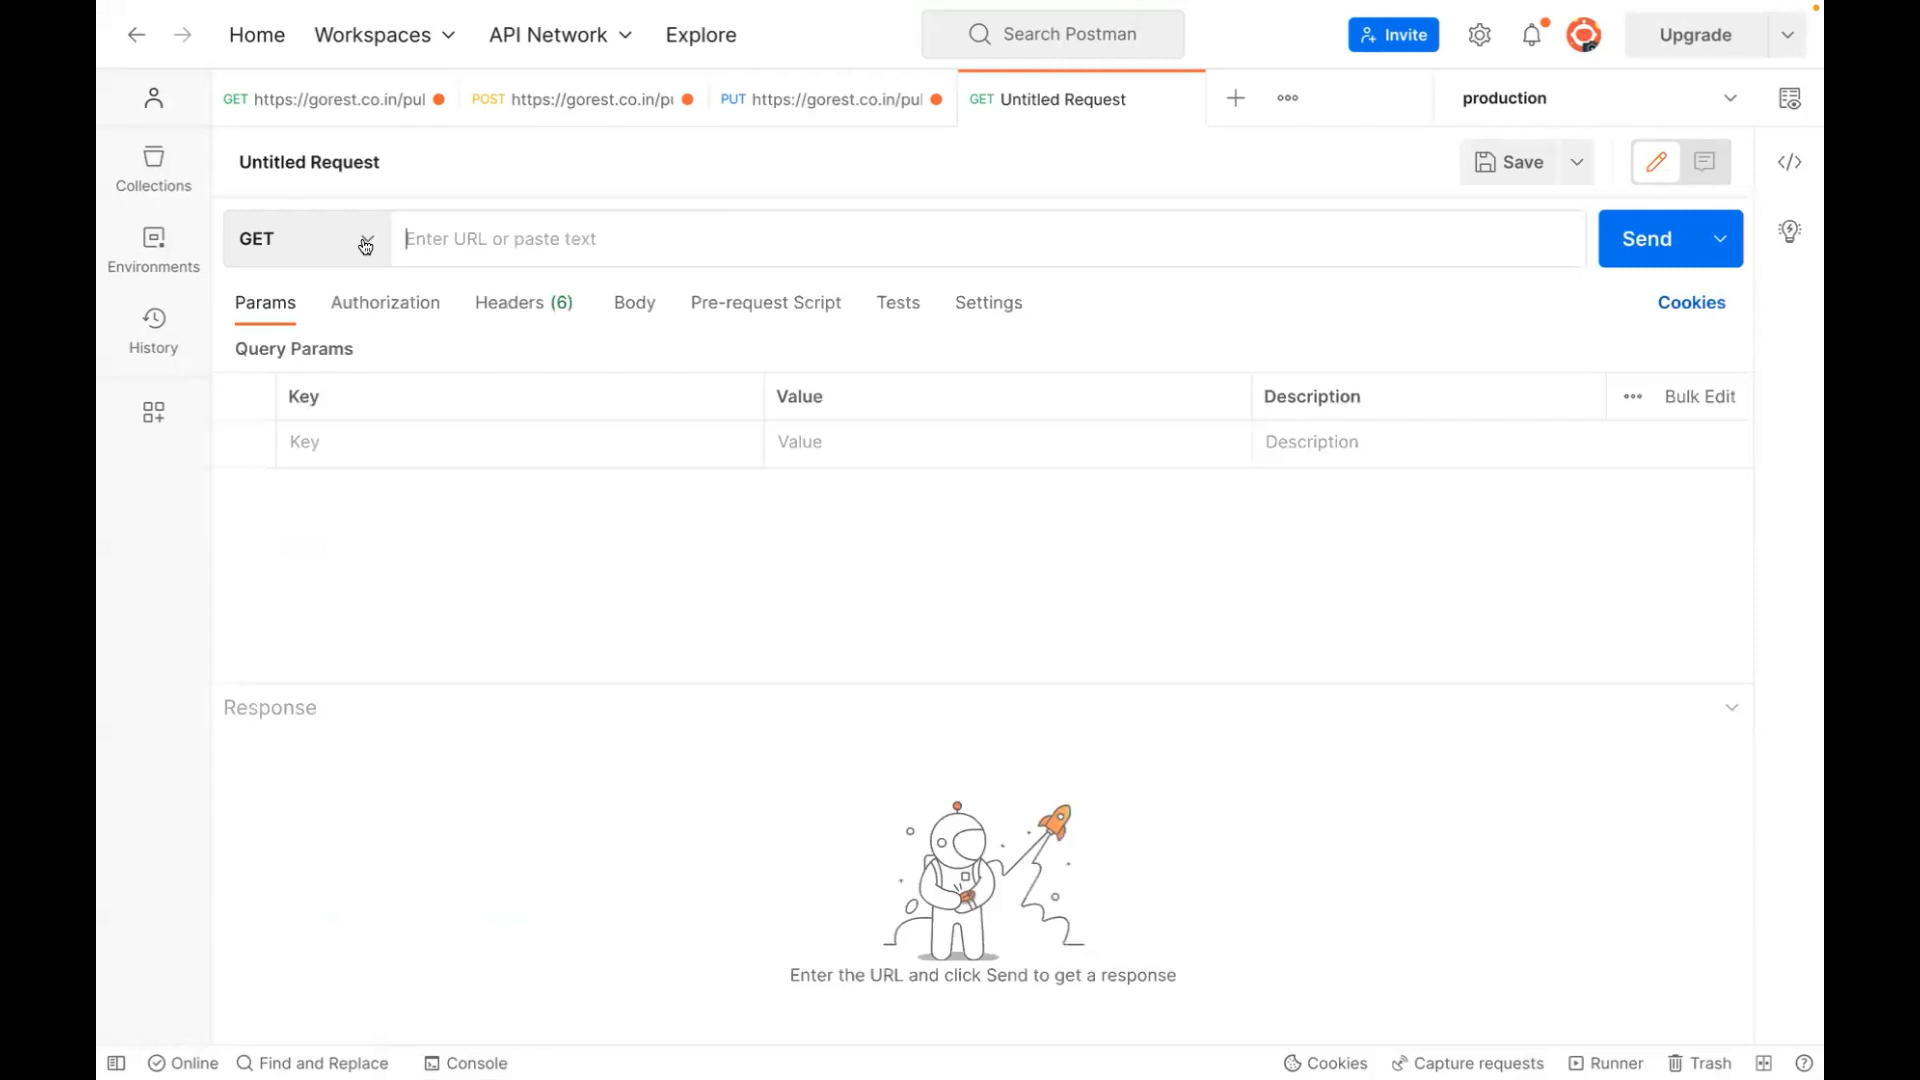 Home Workspaces API Network Explore Search Postman Invite Upgrade
GET https://gorest.co.in/pul POST https://gorest.co.in/pu PUT https://gorest.co.in/pul GET Untitled Request ooo production
Untitled Request Save
Collections
GET Enter URL or paste text Send
Environments
Params Authorization Headers (6) Body Pre-request Script Tests Settings Cookies
History
Query Params
Key Value Description Bulk Edit
Key Value Description
Response
Enter the URL and click Send to get a response
Online Find and Replace Console Cookies Capture requests Runner Trash